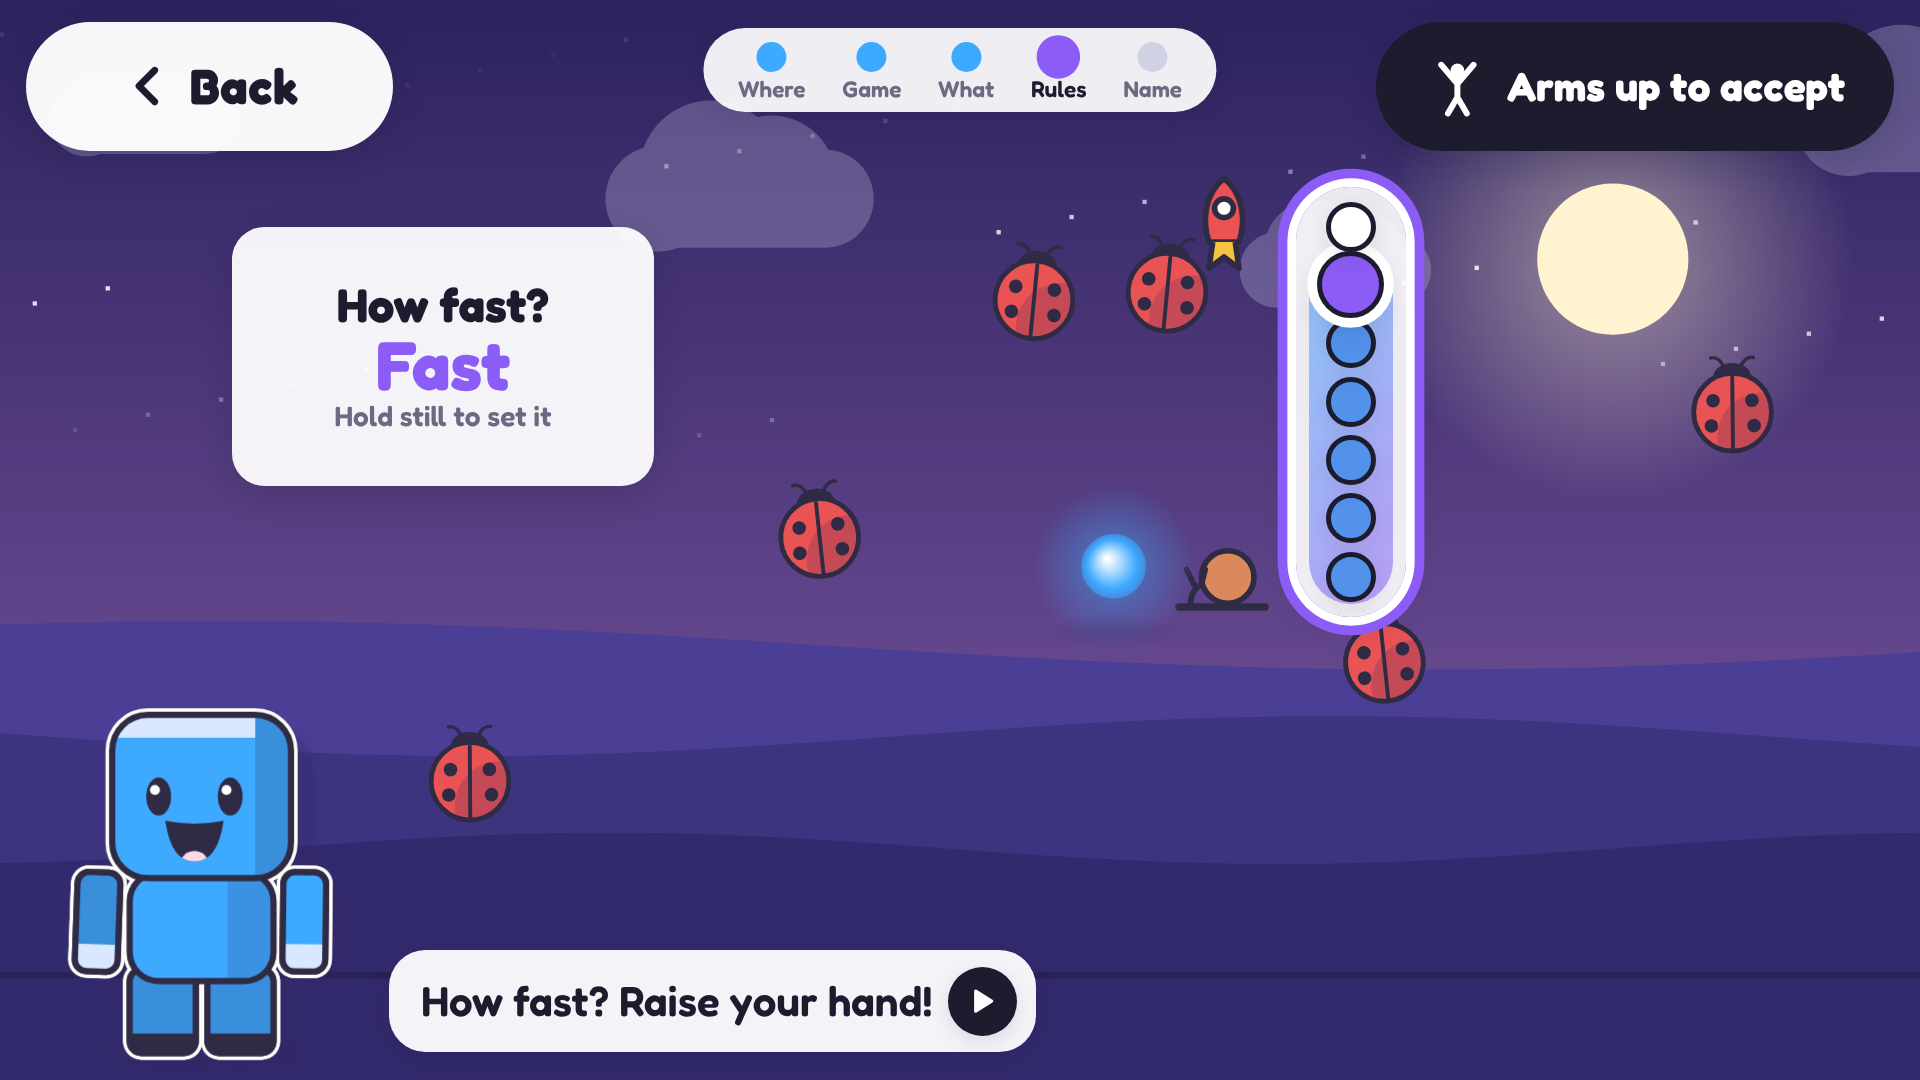 Back
Where
Game
What
Rules
Name
Arms up to accept
How fast?
Fast
Hold still to set it
How fast? Raise your hand!